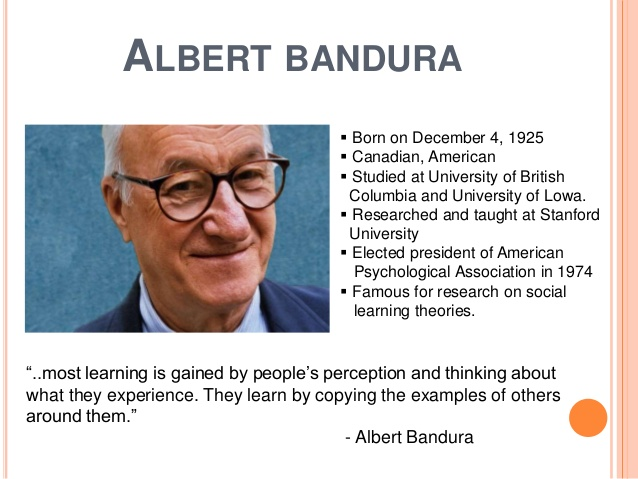 ALBERT BANDURA
▪ Born on December 4, 1925
▪ Canadian, American
▪ Studied at University of British
Columbia and University of Lowa.
▪ Researched and taught at Stanford
University
▪ Elected president of American
Psychological Association in 1974
▪ Famous for research on social
learning theories.
“..most learning is gained by people’s perception and thinking about
what they experience. They learn by copying the examples of others
around them.”
- Albert Bandura